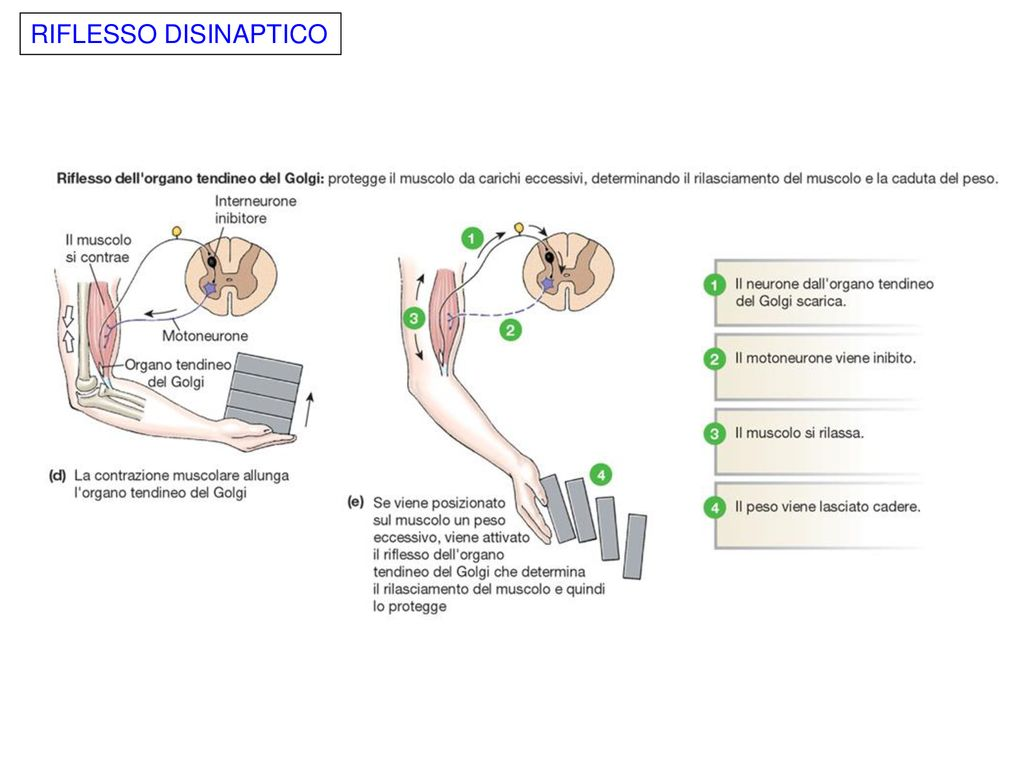 RIFLESSO DISINAPTICO
Riflesso dell'organo tendineo del Golgi: protegge il muscolo da carichi eccessivi, determinando il rilasciamento del muscolo e la caduta del peso.
Interneurone
inibitore
Il muscolo
si contrae
Motoneurone
Organo tendineo
del Golgi
(d) La contrazione muscolare allunga
l'organo tendineo del Golgi
1
3
2
4
(e) Se viene posizionato
sul muscolo un peso
eccessivo, viene attivato
il riflesso dell'organo
tendineo del Golgi che determina
il rilasciamento del muscolo e quindi
lo protegge
1 Il neurone dall'organo tendineo
del Golgi scarica.
2 Il motoneurone viene inibito.
3 Il muscolo si rilassa.
4 Il peso viene lasciato cadere.